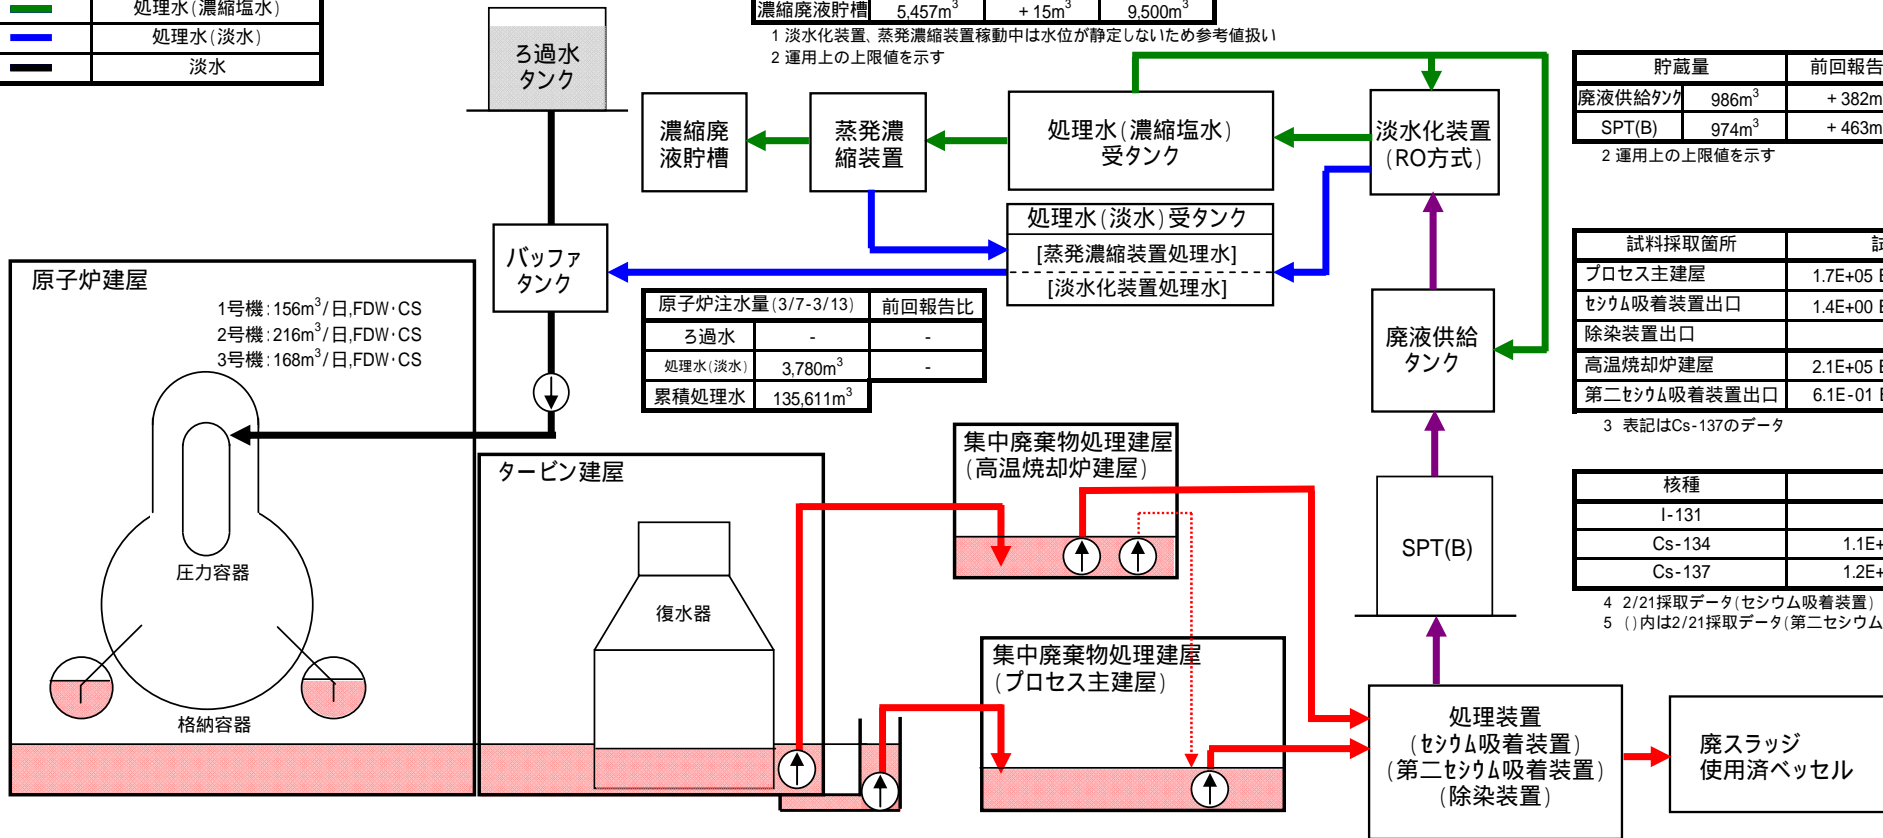 処理水(濃縮塩水)
処理水(淡水)
淡水
濃縮廃液貯槽 5,457m³ +15m³ 9,500m³
1 淡水化装置、蒸発濃縮装置稼動中は水位が静定しないため参考値扱い
2 運用上の上限値を示す
ろ過水
タンク
濃縮廃
液貯槽
蒸発濃
縮装置
処理水(濃縮塩水)
受タンク
淡水化装置
(RO方式)
貯蔵量 前回報告
廃液供給タンク 986m³ +382m
SPT(B) 974m³ +463m
2 運用上の上限値を示す
処理水(淡水)受タンク
[蒸発濃縮装置処理水]
[淡水化装置処理水]
バッファ
タンク
原子炉建屋
1号機:156m³/日,FDW・CS
2号機:216m³/日,FDW・CS
3号機:168m³/日,FDW・CS
原子炉注水量(3/7-3/13) 前回報告比
ろ過水 - -
処理水(淡水) 3,780m³ -
累積処理水 135,611m³
廃液供給
タンク
試料採取箇所
プロセス主建屋 1.7E+05
セシウム吸着装置出口 1.4E+00
除染装置出口
高温焼却炉建屋 2.1E+05
第二セシウム吸着装置出口 6.1E-01
3 表記はCs-137のデータ
タービン建屋
集中廃棄物処理建屋
(高温焼却炉建屋)
核種
I-131
Cs-134 1.1E+
Cs-137 1.2E+
4 2/21採取データ(セシウム吸着装置)
5 ()内は2/21採取データ(第二セシウム
SPT(B)
圧力容器
復水器
格納容器
集中廃棄物処理建屋
(プロセス主建屋)
処理装置
(セシウム吸着装置)
(第二セシウム吸着装置)
(除染装置)
廃スラッジ
使用済ベッセル